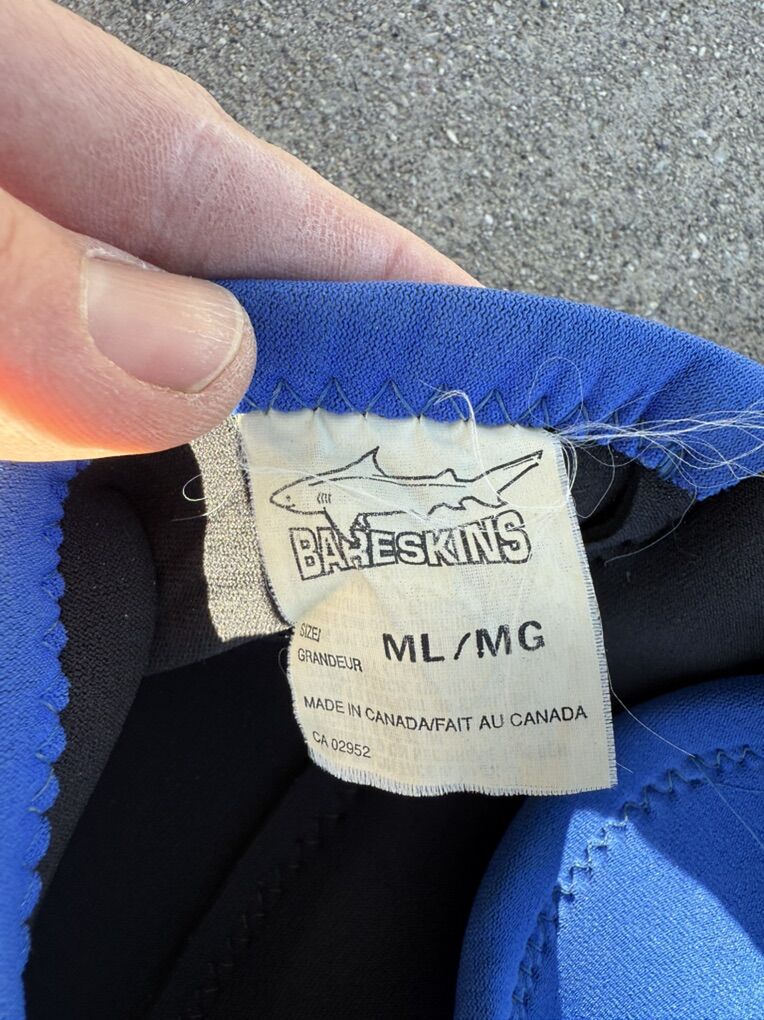 BARESKINS
SIZE/
GRANDEUR
ML/MG
MADE IN CANADA/FAIT AU CANADA
CA 02952